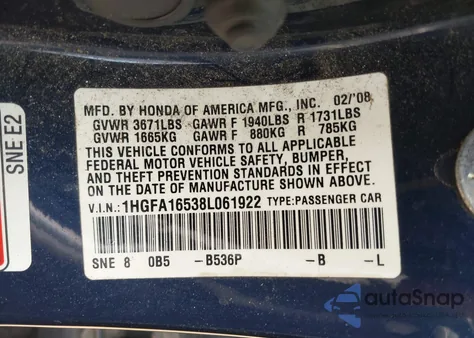 MFD. BY HONDA OF AMERICA MFG., INC. 02/'08
GVWR 3671LBS GAWR F 1940LBS R 1731LBS
GVWR 1665KG GAWR F 880KG R 785KG
THIS VEHICLE CONFORMS TO ALL APPLICABLE
FEDERAL MOTOR VEHICLE SAFETY, BUMPER,
AND THEFT PREVENTION STANDARDS IN EFFECT
ON THE DATE OF MANUFACTURE SHOWN ABOVE.
V.I.N.:1HGFA16538L061922 TYPE:PASSENGER CAR
SNE 8 0B5 -B536P -B -L
SNE E2
autoSnap